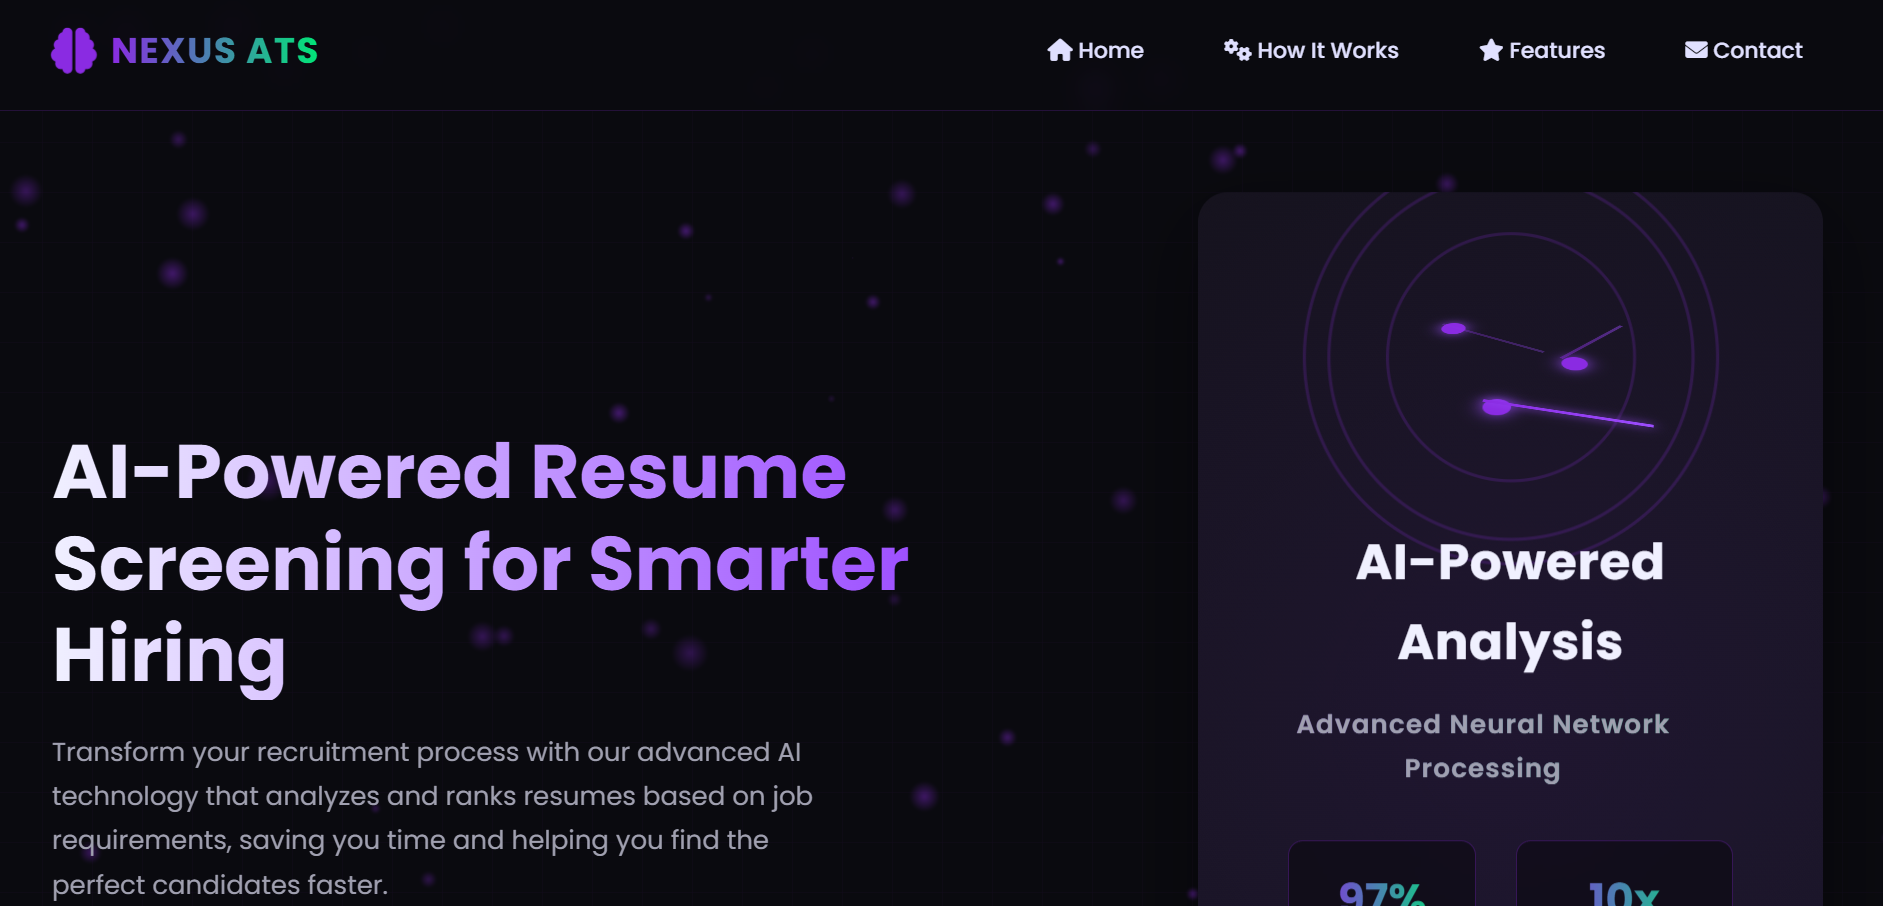 NEXUS ATS
Home
How It Works
Features
Contact
AI-Powered Resume
Screening for Smarter
Hiring
Transform your recruitment process with our advanced AI
technology that analyzes and ranks resumes based on job
requirements, saving you time and helping you find the
perfect candidates faster.
AI-Powered
Analysis
Advanced Neural Network
Processing
97%
10x